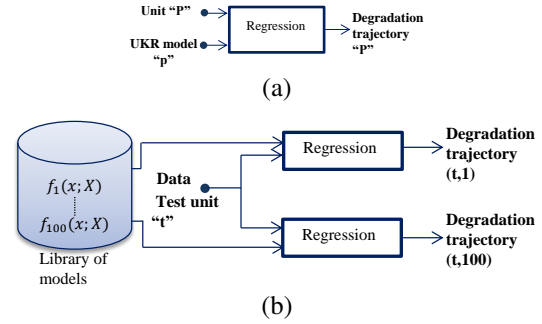 Unit “P”
UKR model
“p”
Regression
Degradation
trajectory
“P”
(a)
f₁(x; X)
f₁₀₀(x; X)
Library of
models
Data
Test unit
“t”
Regression
Degradation
trajectory
(t,1)
Regression
Degradation
trajectory
(t,100)
(b)